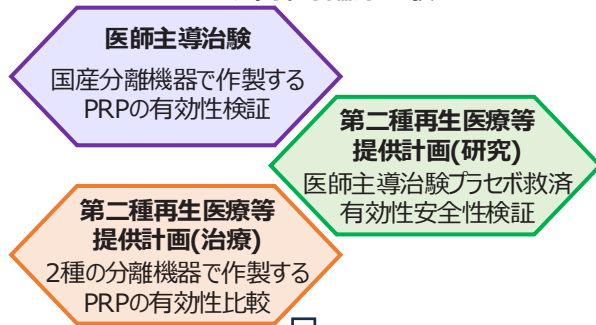 医師主導治験
国産分離機器で作製する
PRPの有効性検証
第二種再生医療等
提供計画(研究)
医師主導治験プラセボ救済
有効性安全性検証
第二種再生医療等
提供計画(治療)
2種の分離機器で作製する
PRPの有効性比較